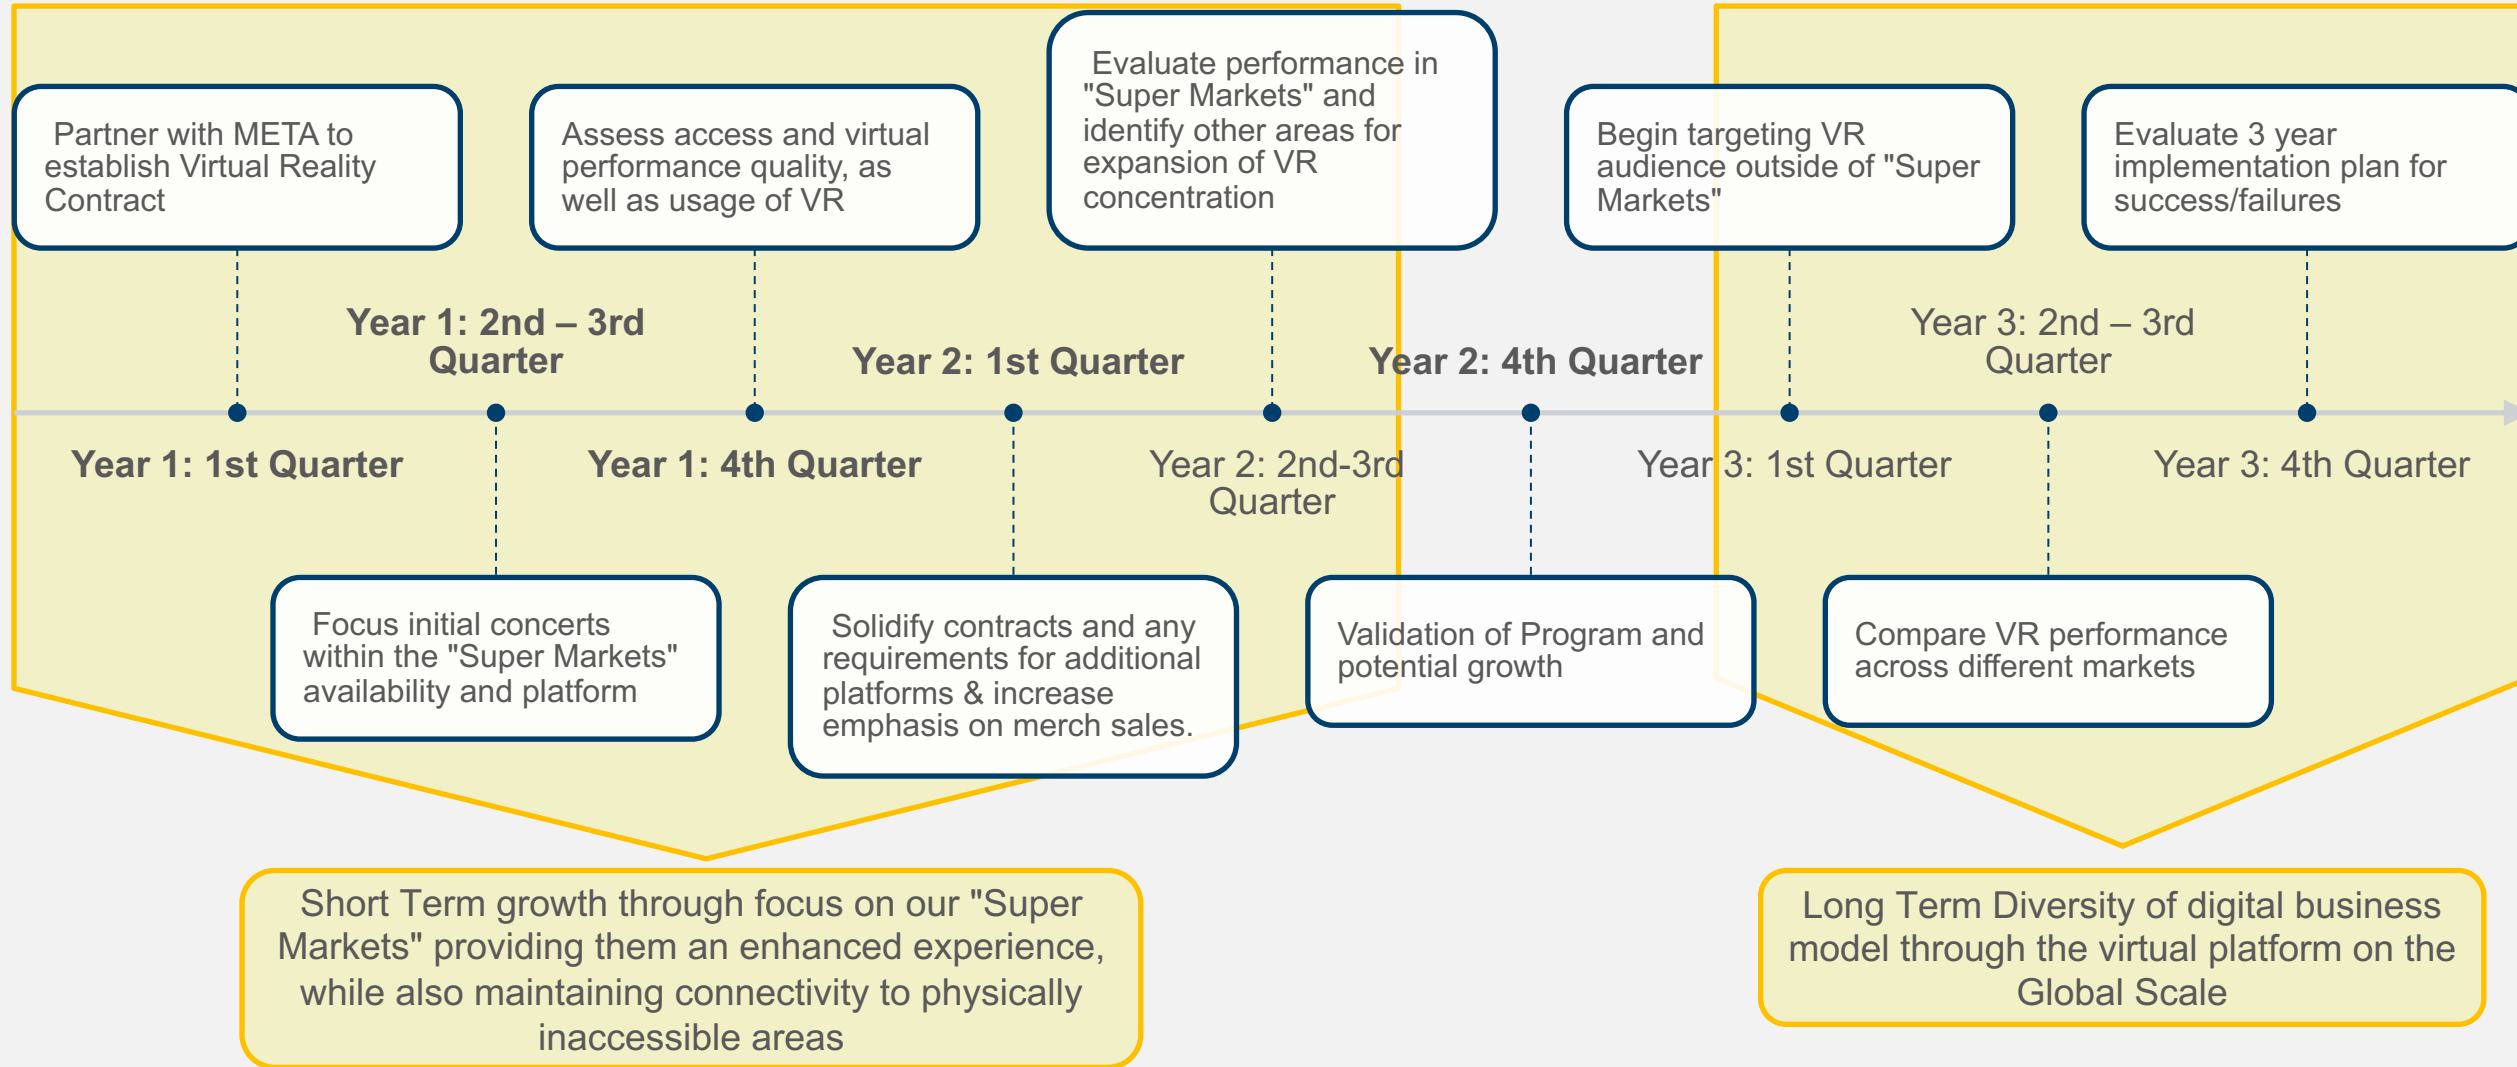 Partner with META to
establish Virtual Reality
Contract
Assess access and virtual
performance quality, as
well as usage of VR
Evaluate performance in
"Super Markets" and
identify other areas for
expansion of VR
concentration
Begin targeting VR
audience outside of "Super
Markets"
Evaluate 3 year
implementation plan for
success/failures
Year 1: 2nd – 3rd
Quarter
Year 2: 1st Quarter
Year 2: 4th Quarter
Year 3: 2nd – 3rd
Quarter
Year 1: 1st Quarter
Year 1: 4th Quarter
Year 2: 2nd-3rd
Quarter
Year 3: 1st Quarter
Year 3: 4th Quarter
Focus initial concerts
within the "Super Markets"
availability and platform
Solidify contracts and any
requirements for additional
platforms & increase
emphasis on merch sales.
Validation of Program and
potential growth
Compare VR performance
across different markets
Short Term growth through focus on our "Super
Markets" providing them an enhanced experience,
while also maintaining connectivity to physically
inaccessible areas
Long Term Diversity of digital business
model through the virtual platform on the
Global Scale